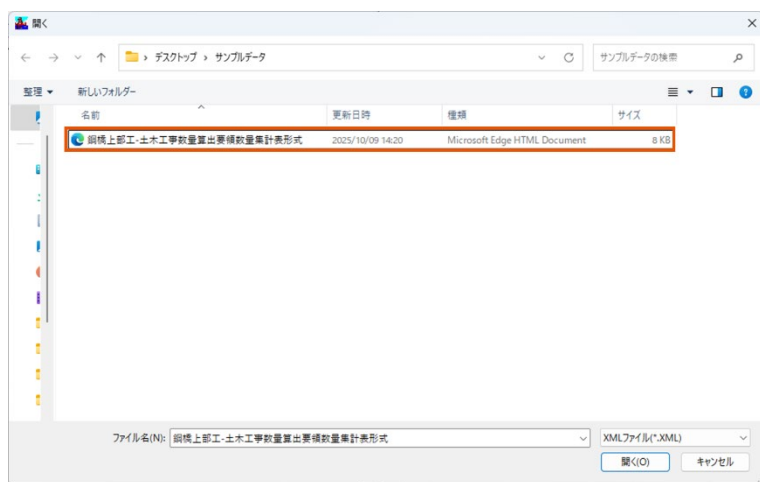 開く
デスクトップ › サンプルデータ
サンプルデータの検索
整理 新しいフォルダー
名前 更新日時 種類 サイズ
鋼橋上部工-土木工事数量算出要領数量集計表形式 2025/10/09 14:20 Microsoft Edge HTML Document 8 KB
ファイル名(N): 鋼橋上部工-土木工事数量算出要領数量集計表形式 XMLファイル(*.XML)
開く(O) キャンセル